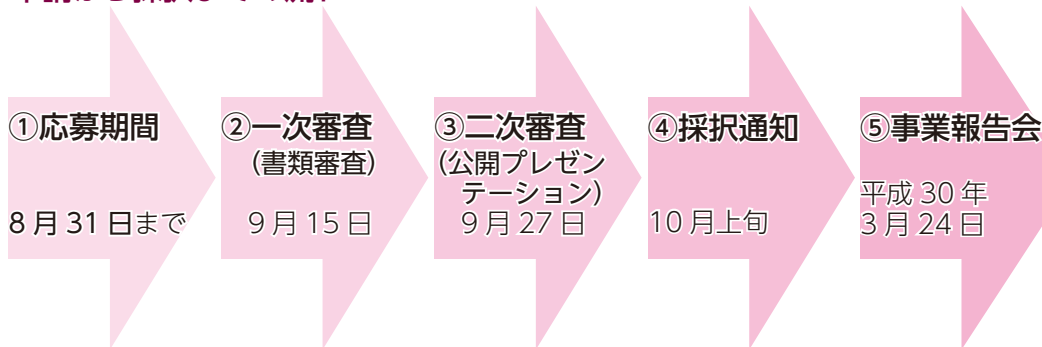 ①応募期間
8月31日まで
②一次審査
(書類審査)
9月15日
③二次審査
(公開プレゼン
テーション)
9月27日
④採択通知
10月上旬
⑤事業報告会
平成30年
3月24日